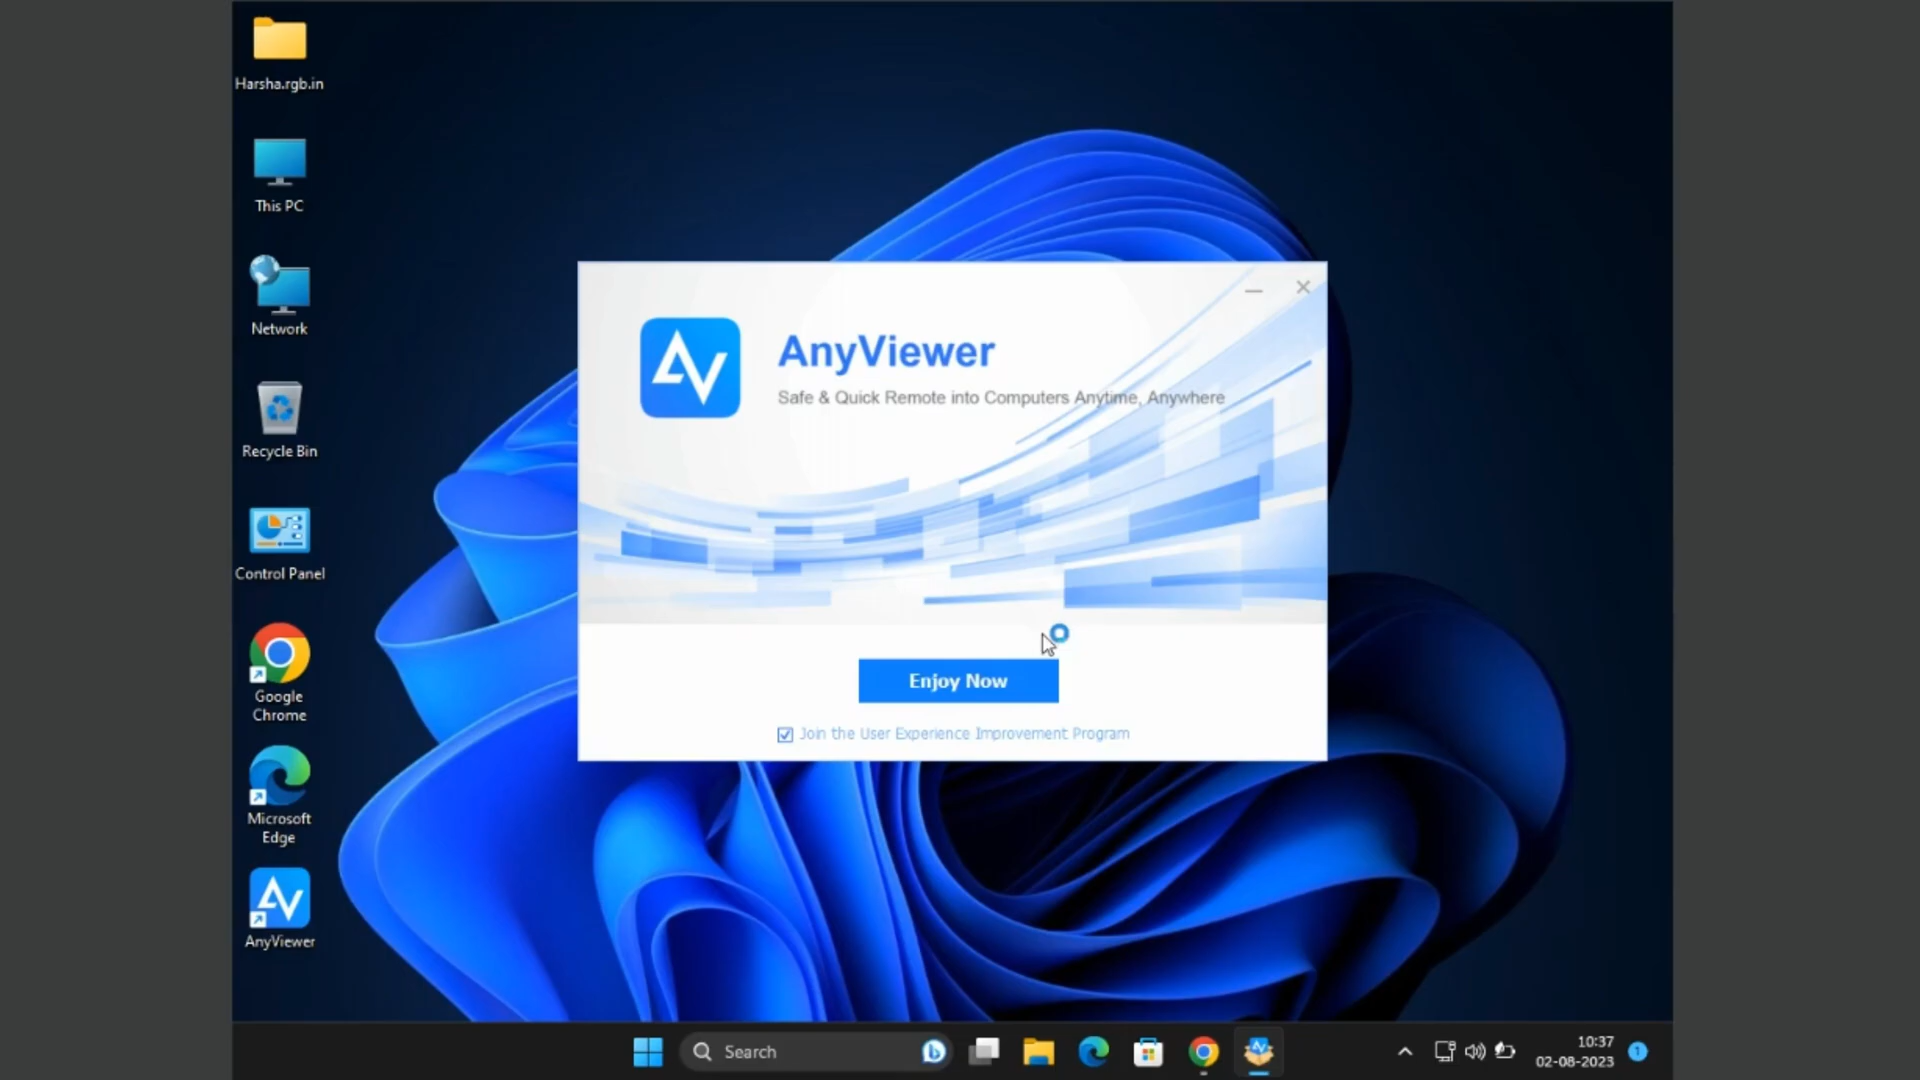 Harsha.rgb.in
This PC
Network
Recycle Bin
Control Panel
Google
Chrome
Microsoft
Edge
AnyViewer
AnyViewer
Safe & Quick Remote into Computers Anytime, Anywhere
Enjoy Now
Join the User Experience Improvement Program
Search
10:37
02-08-2023
1